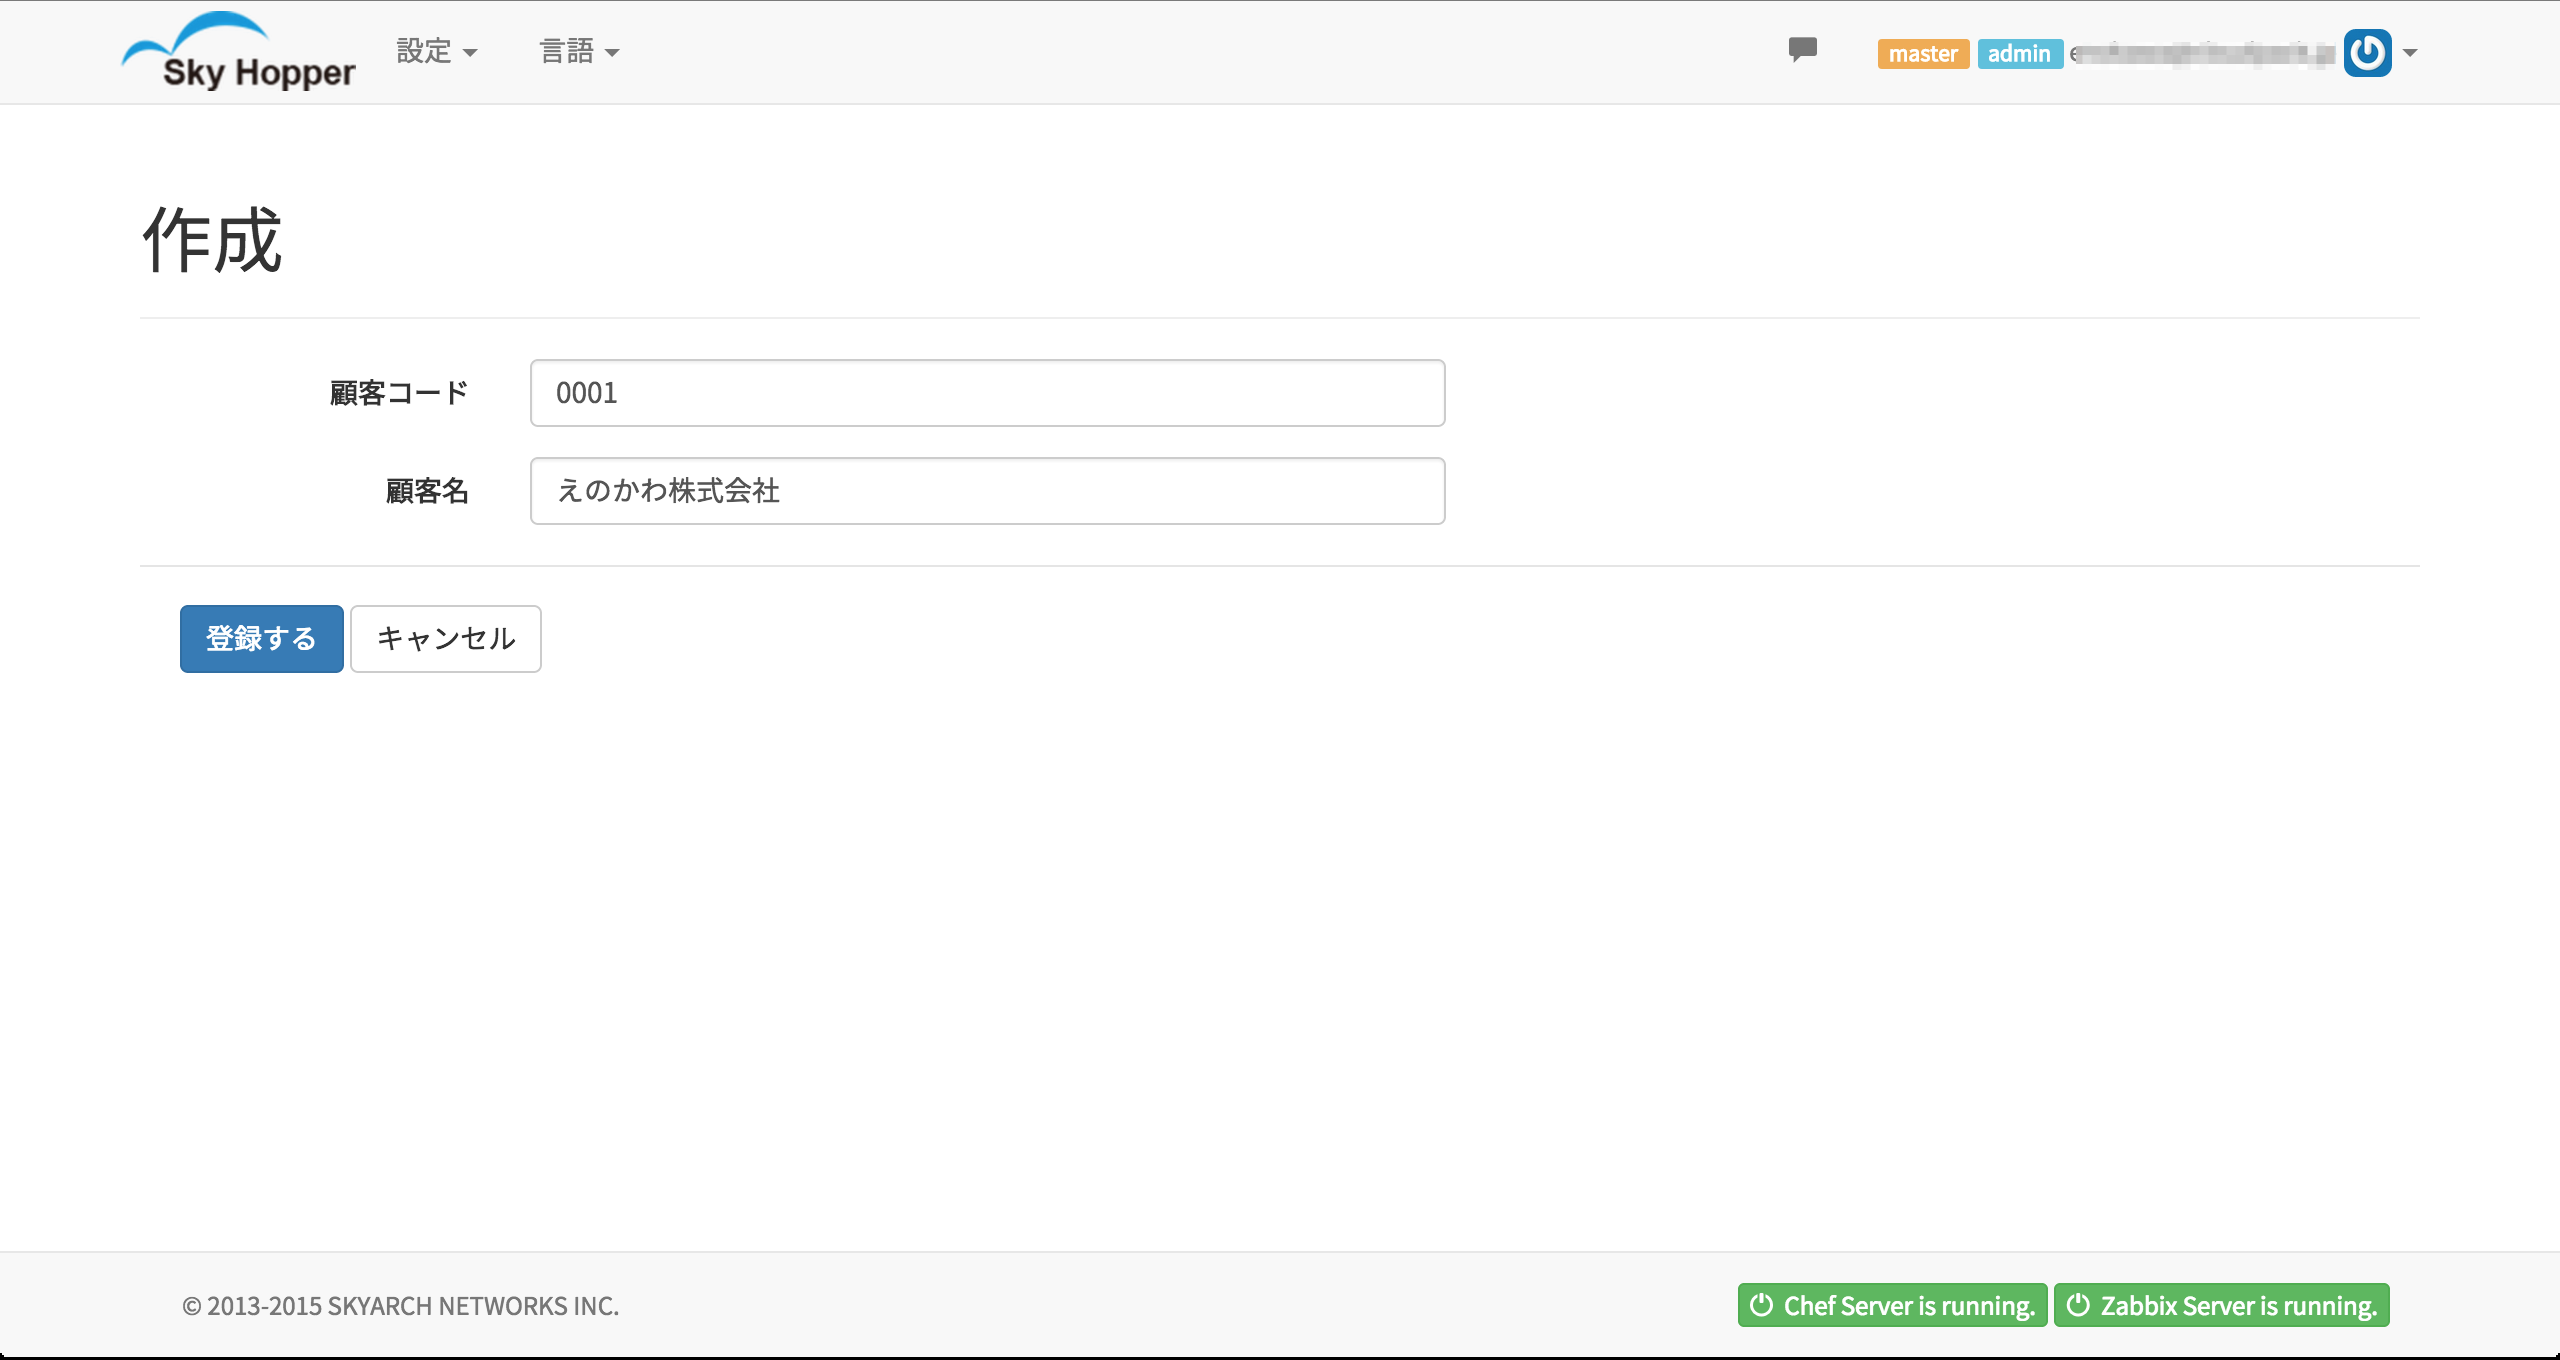 Sky Hopper 設定 言語 master admin
作成
顧客コード 0001
顧客名 えのかわ株式会社
登録する キャンセル
© 2013-2015 SKYARCH NETWORKS INC. Chef Server is running. Zabbix Server is running.